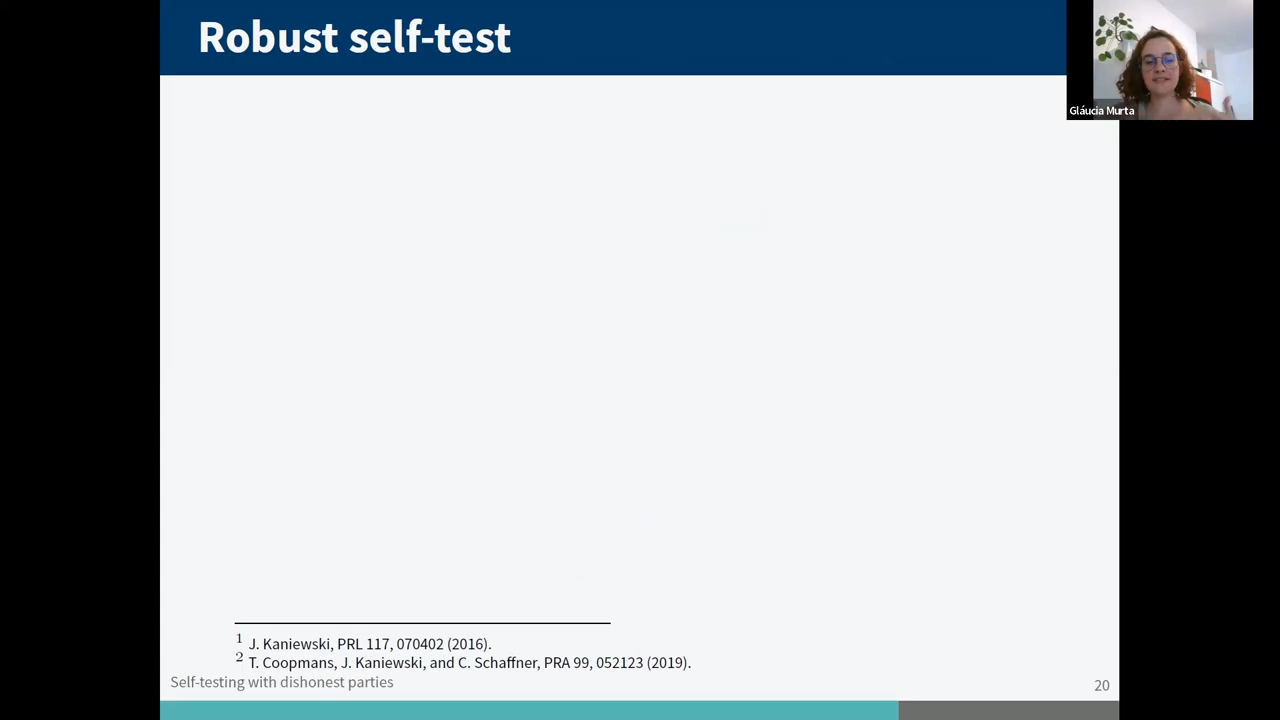 Robust self-test
Gláucia Murta
1 J. Kaniewski, PRL 117, 070402 (2016).
2 T. Coopmans, J. Kaniewski, and C. Schaffner, PRA 99, 052123 (2019).
Self-testing with dishonest parties
20